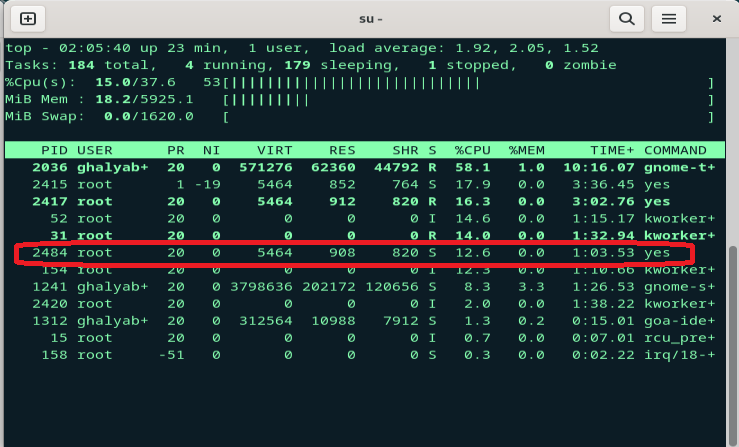 su -
top - 02:05:40 up 23 min,  1 user,  load average: 1.92, 2.05, 1.52
Tasks: 184 total,   4 running, 179 sleeping,   1 stopped,   0 zombie
%Cpu(s):  15.0/37.6   53[||||||||||||||||||||||||||||||||||||                                 ]
MiB Mem : 18.2/5925.1   [||||||||||                                                 ]
MiB Swap:  0.0/1620.0   [                                                           ]
PID USER      PR  NI    VIRT    RES    SHR S  %CPU  %MEM     TIME+ COMMAND
2036 ghalyab+  20   0  571276  62360  44792 R  58.1   1.0  10:16.07 gnome-t+
2415 root       1 -19    5464    852    764 S  17.9   0.0   3:36.45 yes
2417 root      20   0    5464    912    820 R  16.3   0.0   3:02.76 yes
52 root      20   0       0      0      0 I  14.6   0.0   1:15.17 kworker+
31 root      20   0       0      0      0 R  14.0   0.0   1:32.94 kworker+
2484 root      20   0    5464    908    820 S  12.6   0.0   1:03.53 yes
154 root      20   0       0      0      0 I  12.3   0.0   1:10.66 kworker+
1241 ghalyab+  20   0 3798636 202172 120656 S   8.3   3.3   1:26.53 gnome-s+
2420 root      20   0       0      0      0 I   2.0   0.0   1:38.22 kworker+
1312 ghalyab+  20   0  312564  10988   7912 S   1.3   0.2   0:15.01 goa-ide+
15 root      20   0       0      0      0 I   0.7   0.0   0:07.01 rcu_pre+
158 root     -51   0       0      0      0 S   0.3   0.0   0:02.22 irq/18-+